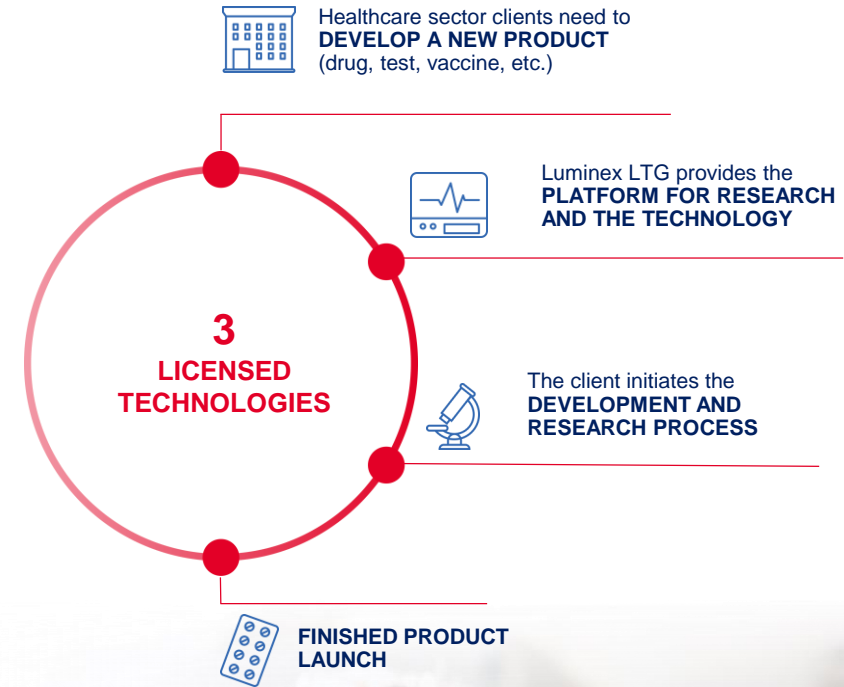 Healthcare sector clients need to
DEVELOP A NEW PRODUCT
(drug, test, vaccine, etc.)
Luminex LTG provides the
PLATFORM FOR RESEARCH
AND THE TECHNOLOGY
3
LICENSED
TECHNOLOGIES
The client initiates the
DEVELOPMENT AND
RESEARCH PROCESS
FINISHED PRODUCT
LAUNCH